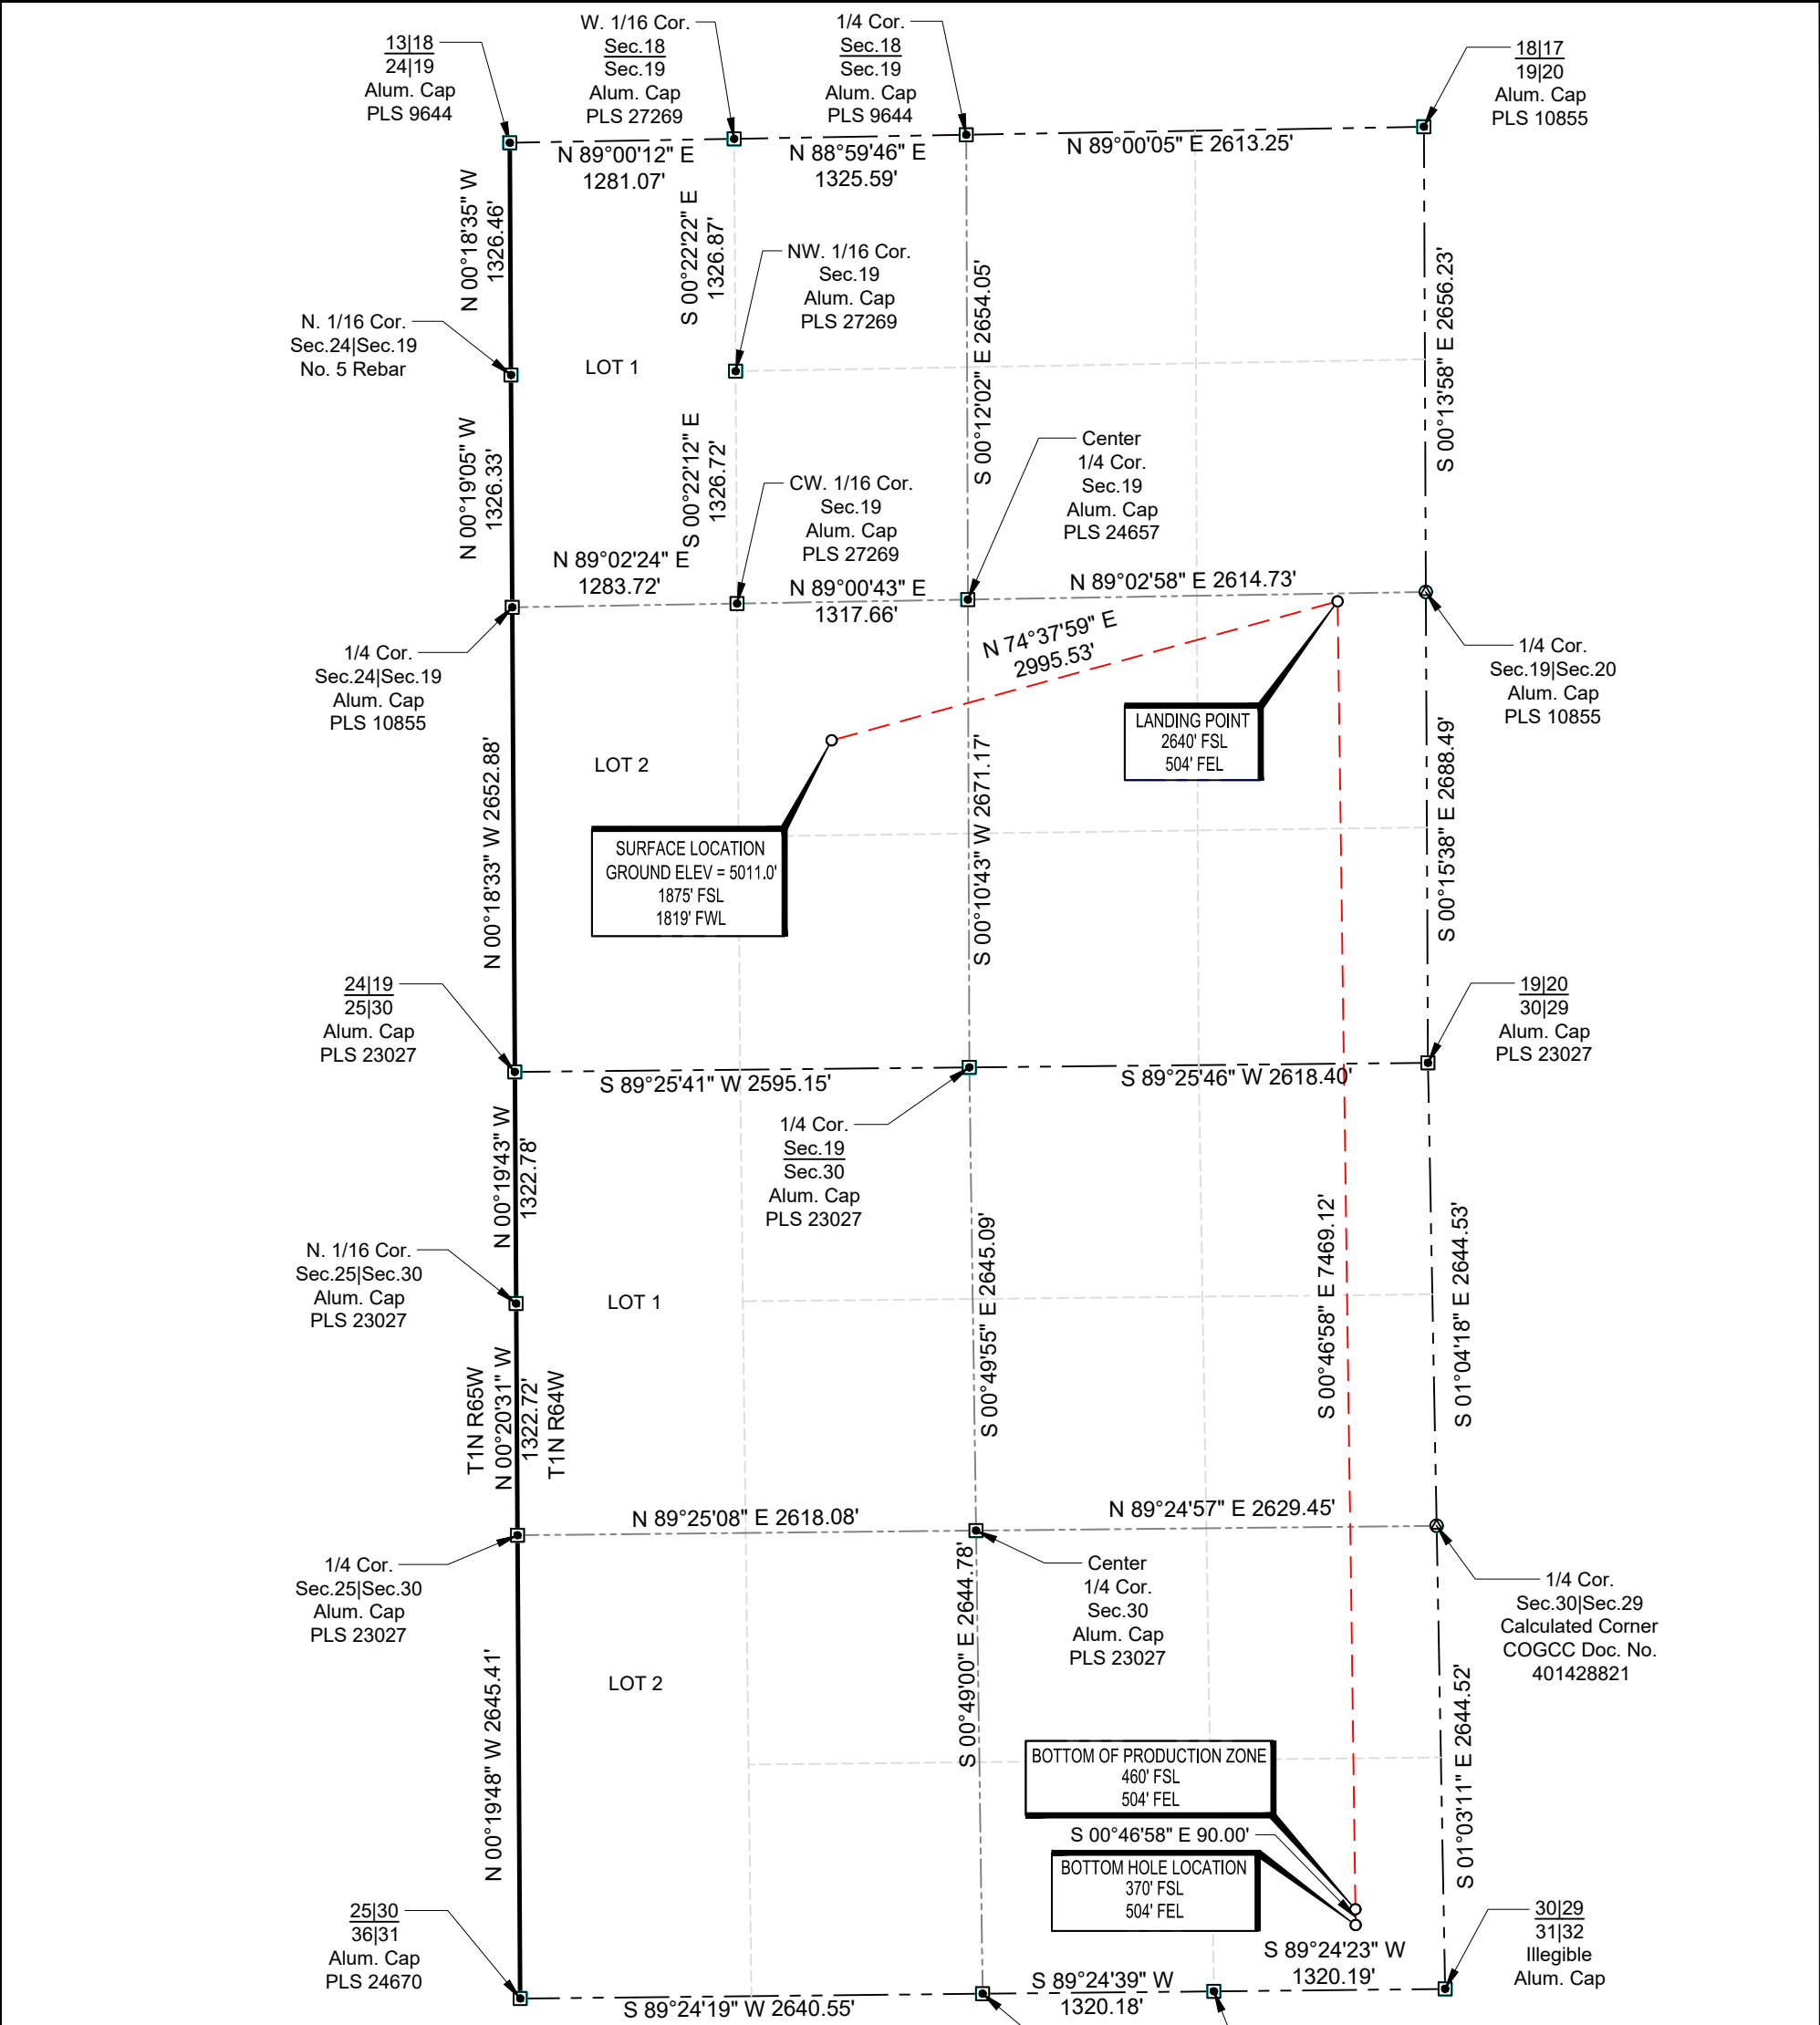 W. 1/16 Cor.
Sec.18
Sec.19
Alum. Cap
PLS 27269
1/4 Cor.
Sec.18
Sec.19
Alum. Cap
PLS 9644
13|18
24|19
Alum. Cap
PLS 9644
18|17
19|20
Alum. Cap
PLS 10855
N 89°00'12" E
1281.07'
N 88°59'46" E
1325.59'
N 89°00'05" E 2613.25'
N 00°18'35" W
1326.46'
S 00°22'22" E
1326.87'
NW. 1/16 Cor.
Sec.19
Alum. Cap
PLS 27269
S 00°12'02" E 2654.05'
S 00°13'58" E 2656.23'
N. 1/16 Cor.
Sec.24|Sec.19
No. 5 Rebar
LOT 1
N 00°19'05" W
1326.33'
S 00°22'12" E
1326.72'
CW. 1/16 Cor.
Sec.19
Alum. Cap
PLS 27269
Center
1/4 Cor.
Sec.19
Alum. Cap
PLS 24657
N 89°02'24" E
1283.72'
N 89°00'43" E
1317.66'
N 89°02'58" E 2614.73'
N 74°37'59" E
2995.53'
1/4 Cor.
Sec.24|Sec.19
Alum. Cap
PLS 10855
1/4 Cor.
Sec.19|Sec.20
Alum. Cap
PLS 10855
LANDING POINT
2640' FSL
504' FEL
LOT 2
N 00°18'33" W 2652.88'
S 00°10'43" W 2671.17'
S 00°15'38" E 2688.49'
SURFACE LOCATION
GROUND ELEV = 5011.0'
1875' FSL
1819' FWL
24|19
25|30
Alum. Cap
PLS 23027
19|20
30|29
Alum. Cap
PLS 23027
S 89°25'41" W 2595.15'
S 89°25'46" W 2618.40'
1/4 Cor.
Sec.19
Sec.30
Alum. Cap
PLS 23027
N 00°19'43" W
1322.78'
N. 1/16 Cor.
Sec.25|Sec.30
Alum. Cap
PLS 23027
LOT 1
S 00°49'55" E 2645.09'
S 00°46'58" E 7469.12'
S 01°04'18" E 2644.53'
T1N R65W
N 00°20'31" W
1322.72'
T1N R64W
N 89°25'08" E 2618.08'
N 89°24'57" E 2629.45'
1/4 Cor.
Sec.25|Sec.30
Alum. Cap
PLS 23027
Center
1/4 Cor.
Sec.30
Alum. Cap
PLS 23027
1/4 Cor.
Sec.30|Sec.29
Calculated Corner
COGCC Doc. No.
401428821
LOT 2
N 00°19'48" W 2645.41'
S 00°49'00" E 2644.78'
S 01°03'11" E 2644.52'
BOTTOM OF PRODUCTION ZONE
460' FSL
504' FEL
S 00°46'58" E 90.00'
BOTTOM HOLE LOCATION
370' FSL
504' FEL
25|30
36|31
Alum. Cap
PLS 24670
30|29
31|32
Illegible
Alum. Cap
S 89°24'23" W
1320.19'
S 89°24'39" W
1320.18'
S 89°24'19" W 2640.55'